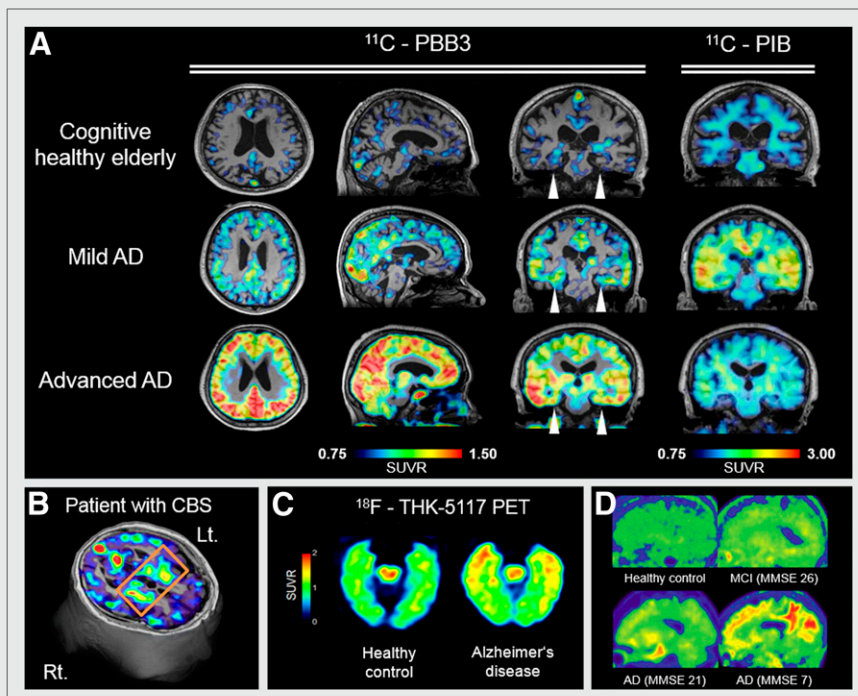 A
¹¹C - PBB3
¹¹C - PIB
Cognitive
healthy elderly
Mild AD
Advanced AD
0.75
1.50
SUVR
0.75
3.00
SUVR
B
Patient with CBS
Lt.
Rt.
C
¹⁸F - THK-5117 PET
SUVR
2
1
0
Healthy
control
Alzheimer's
disease
D
Healthy control
MCI (MMSE 26)
AD (MMSE 21)
AD (MMSE 7)